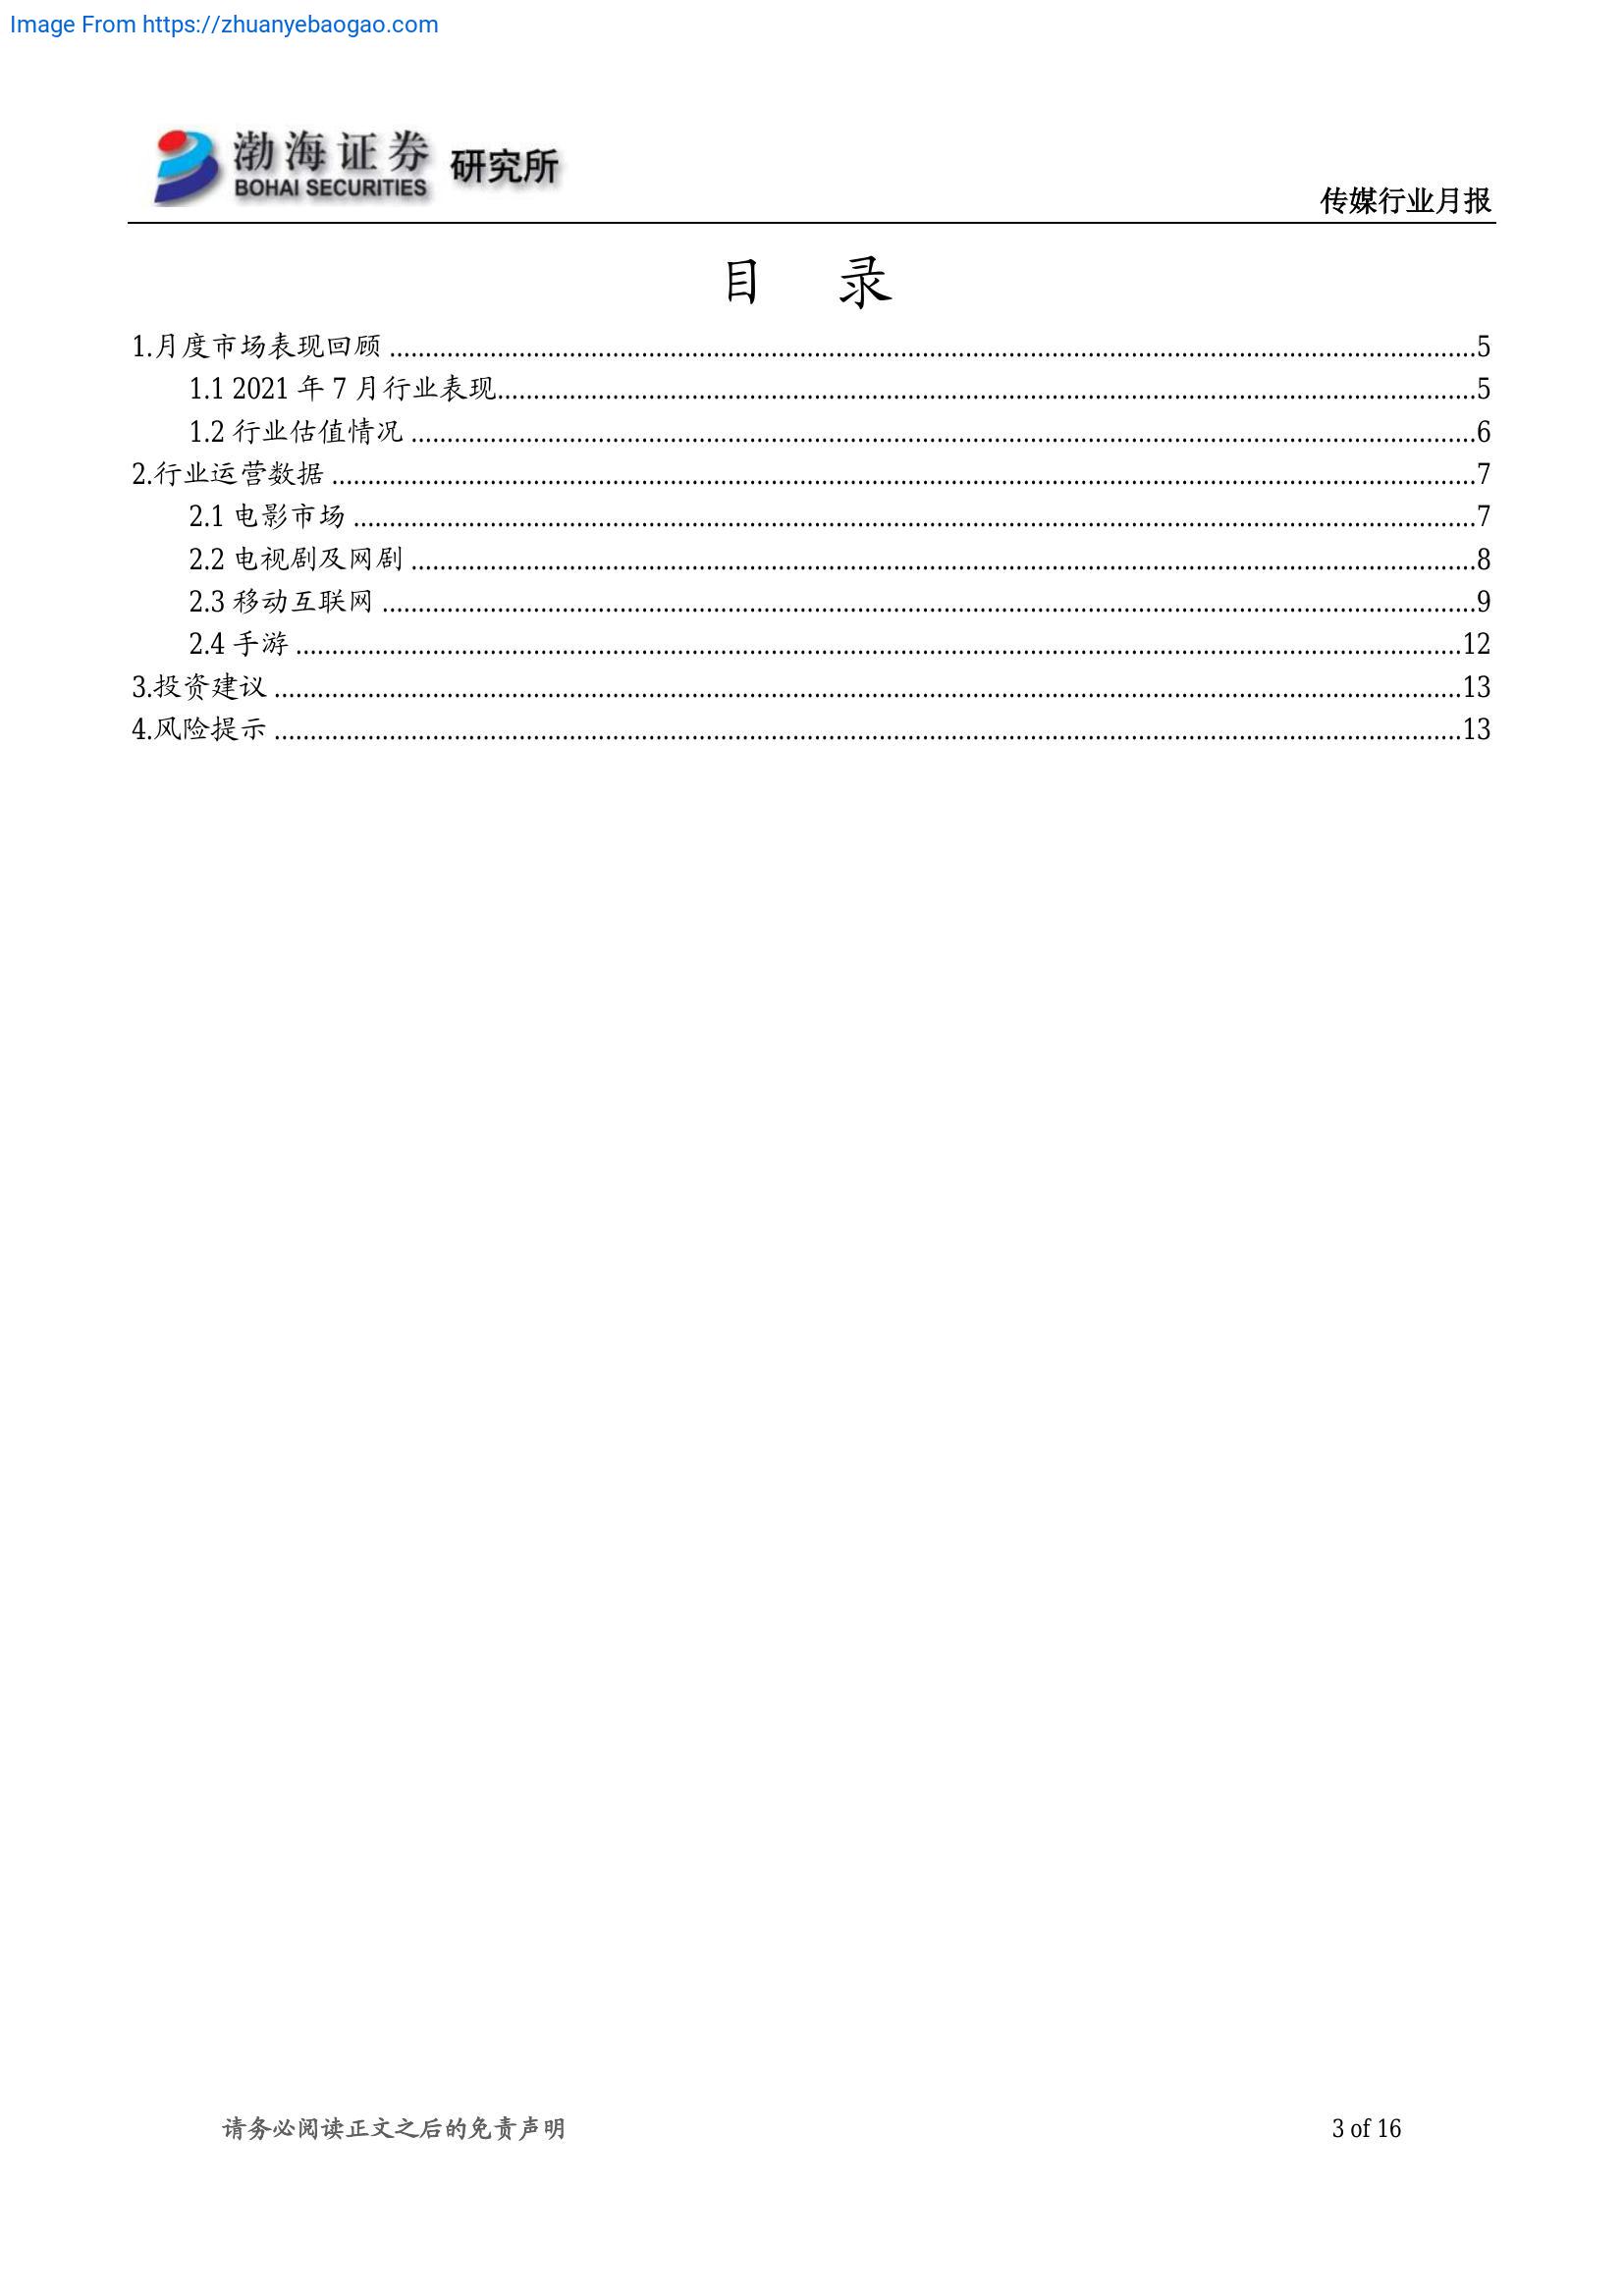 Image From https://zhuanyebaogao.com
渤海证券 研究所
BOHAI SECURITIES
传媒行业月报
目 录
1.月度市场表现回顾 ........................................ 5
1.1 2021 年 7 月行业表现........................................ 5
1.2 行业估值情况 ........................................ 6
2.行业运营数据 ........................................ 7
2.1 电影市场 ........................................ 7
2.2 电视剧及网剧 ........................................ 8
2.3 移动互联网 ........................................ 9
2.4 手游 ........................................ 12
3.投资建议 ........................................ 13
4.风险提示 ........................................ 13
请务必阅读正文之后的免责声明 3 of 16